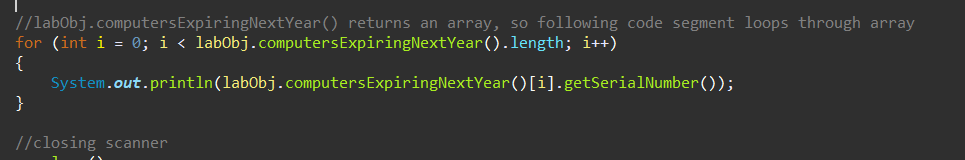 //labObj.computersExpiringNextYear() returns an array, so following code segment loops through array
for (int i = 0; i < labObj.computersExpiringNextYear().length; i++)
{
    System.out.println(labObj.computersExpiringNextYear()[i].getSerialNumber());
}
//closing scanner